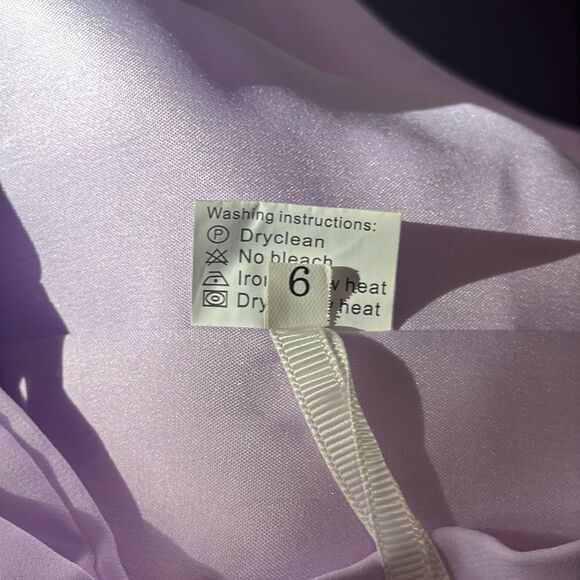 Washing instructions:
Ⓟ Dryclean
No bleach
Iron heat
Dry heat
6